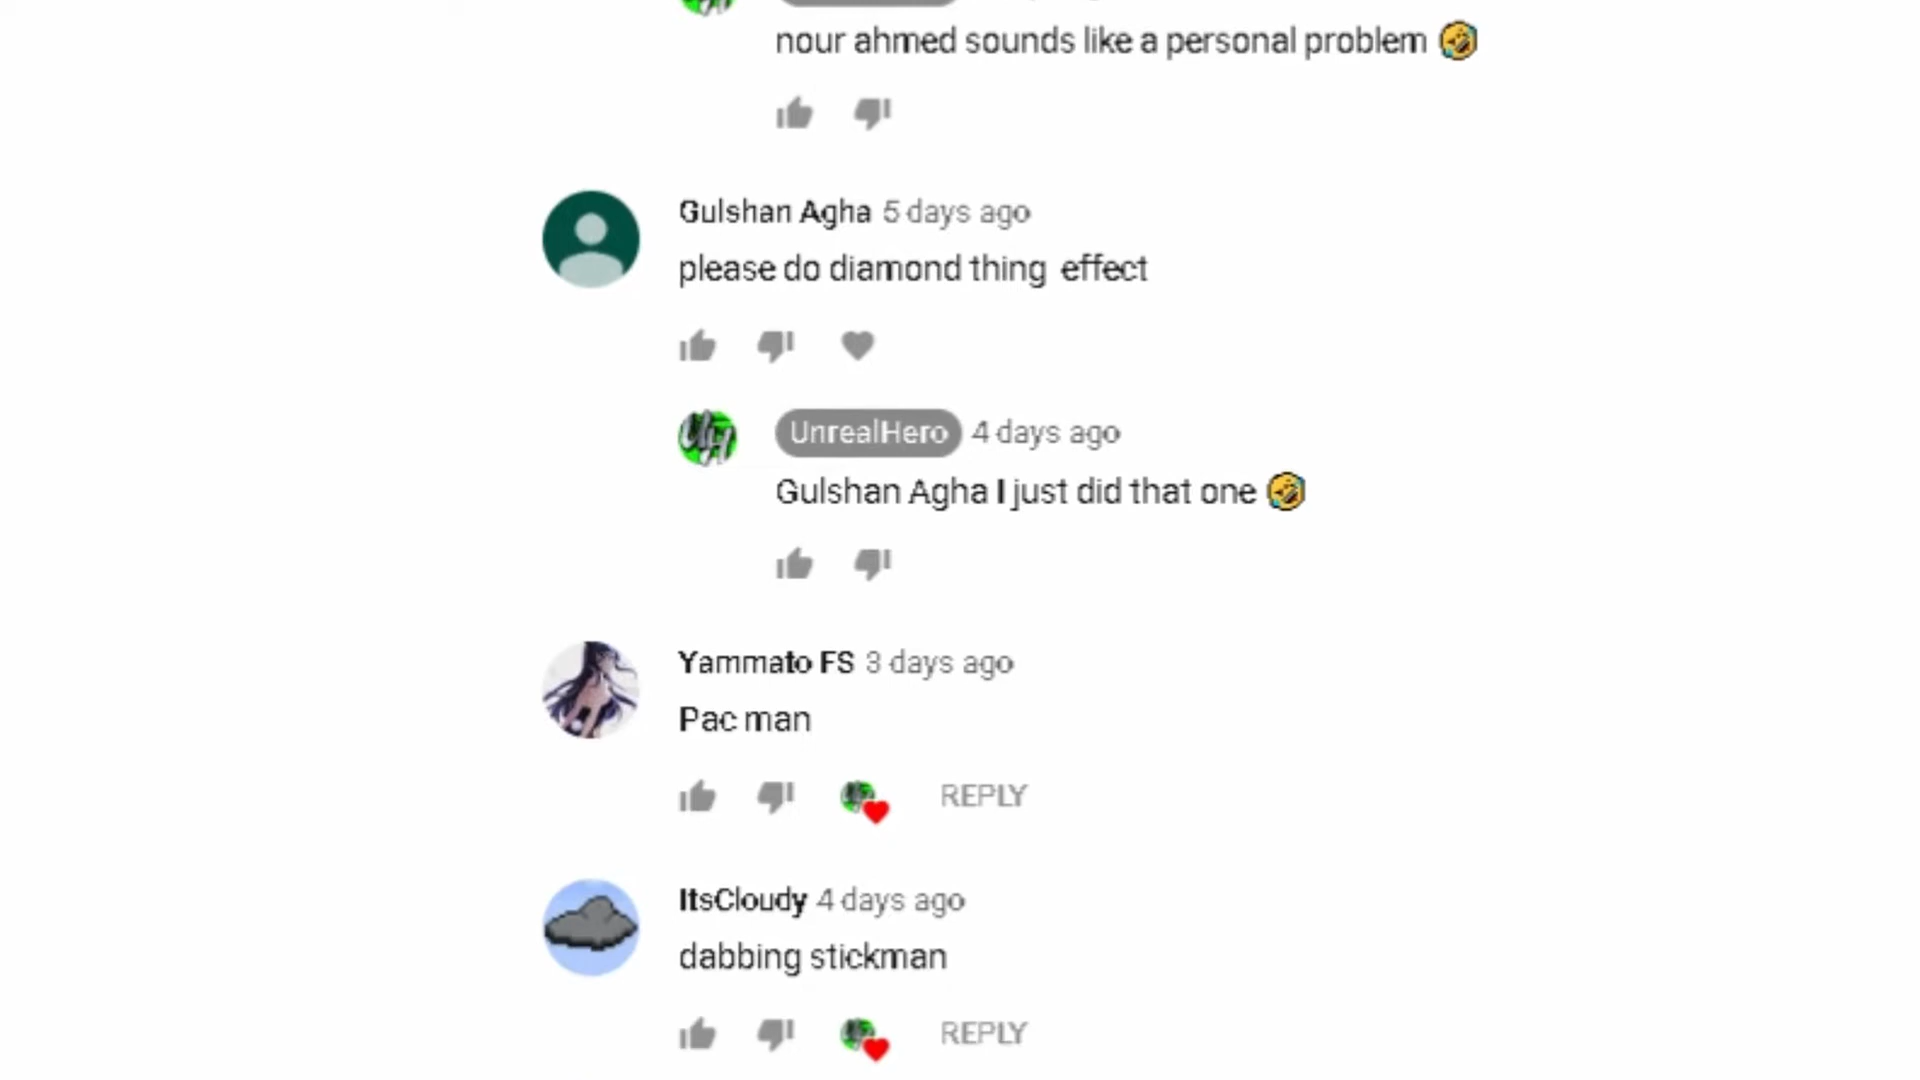 nour ahmed sounds like a personal problem 🤣
Gulshan Agha 5 days ago
please do diamond thing effect
UH
UnrealHero 4 days ago
Gulshan Agha I just did that one 🤣
Yammato FS 3 days ago
Pac man
REPLY
ItsCloudy 4 days ago
dabbing stickman
REPLY